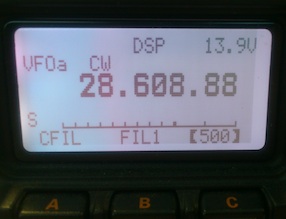 DSP 13.9V
VFOa CW
28.608.88
S
CFIL FIL1 【500】
A B C